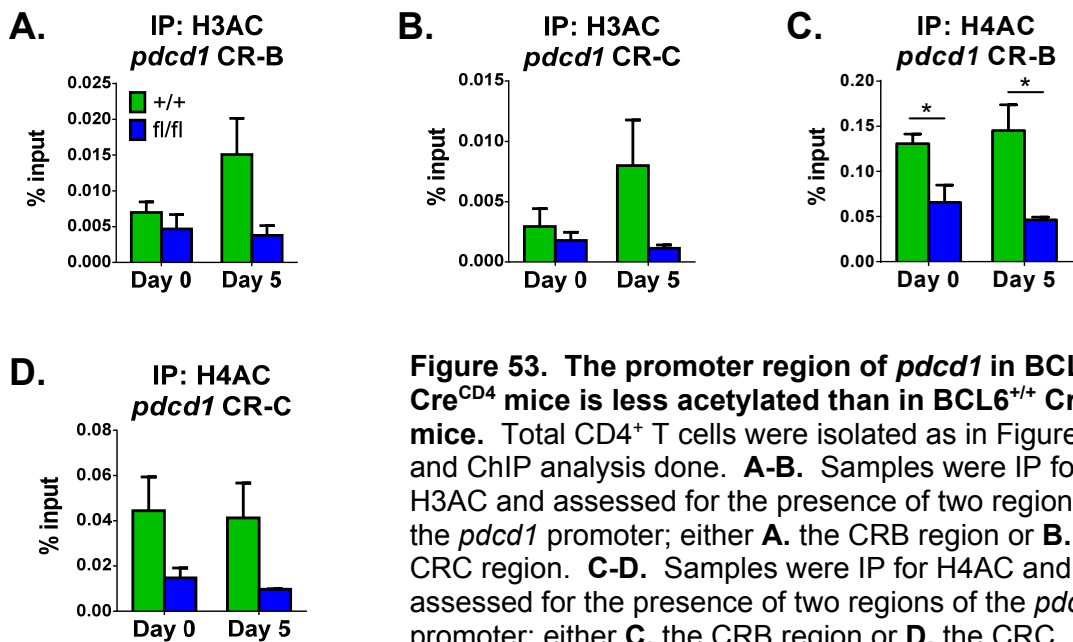 A.
IP: H3AC
pdcd1 CR-B
0.025
0.020
0.015
0.010
0.005
0.000
% input
+/+
fl/fl
Day 0 Day 5
B.
IP: H3AC
pdcd1 CR-C
0.015
0.010
0.005
0.000
% input
Day 0 Day 5
C.
IP: H4AC
pdcd1 CR-B
0.20
0.15
0.10
0.05
0.00
% input
* *
Day 0 Day 5
D.
IP: H4AC
pdcd1 CR-C
0.08
0.06
0.04
0.02
0.00
% input
Day 0 Day 5
Figure 53. The promoter region of pdcd1 in BCL
Cre^CD4 mice is less acetylated than in BCL6^+/+ Cr
mice. Total CD4⁺ T cells were isolated as in Figure
and ChIP analysis done. A-B. Samples were IP fo
H3AC and assessed for the presence of two region
the pdcd1 promoter; either A. the CRB region or B.
CRC region. C-D. Samples were IP for H4AC and
assessed for the presence of two regions of the pdc
promoter; either C. the CRB region or D. the CRC